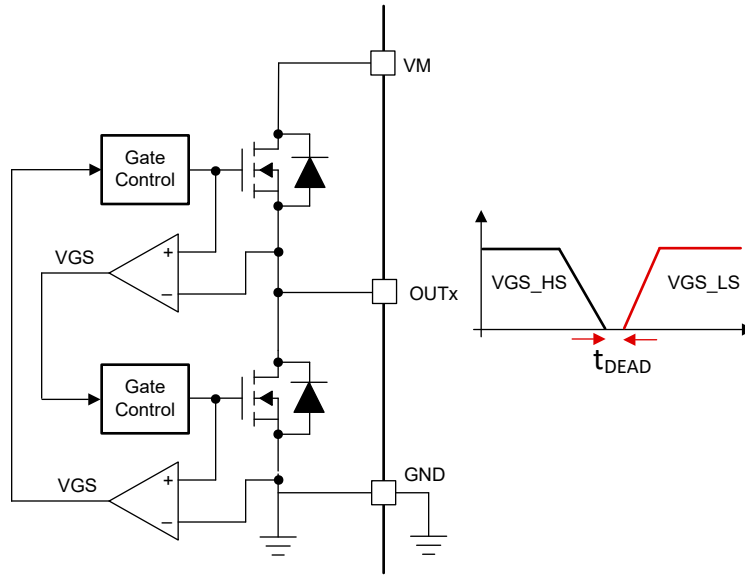 VM
Gate
Control
+
VGS
−
OUTx
VGS_HS
VGS_LS
tDEAD
Gate
Control
GND
VGS
+
−